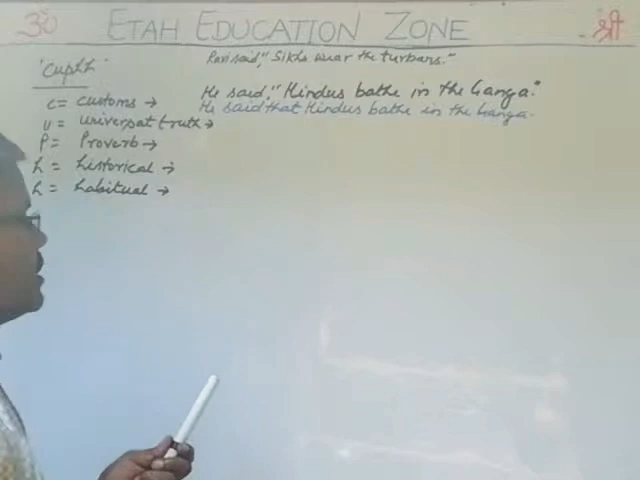 ॐ ETAH EDUCATION ZONE श्री
Ravi said, "Sikhs wear the turbans."
'Cuphh'
He said, "Hindus bathe in the Ganga."
c = customs → He said that Hindus bathe in the Ganga.
u = universal truth →
P = Proverb →
h = historical →
h = habitual →